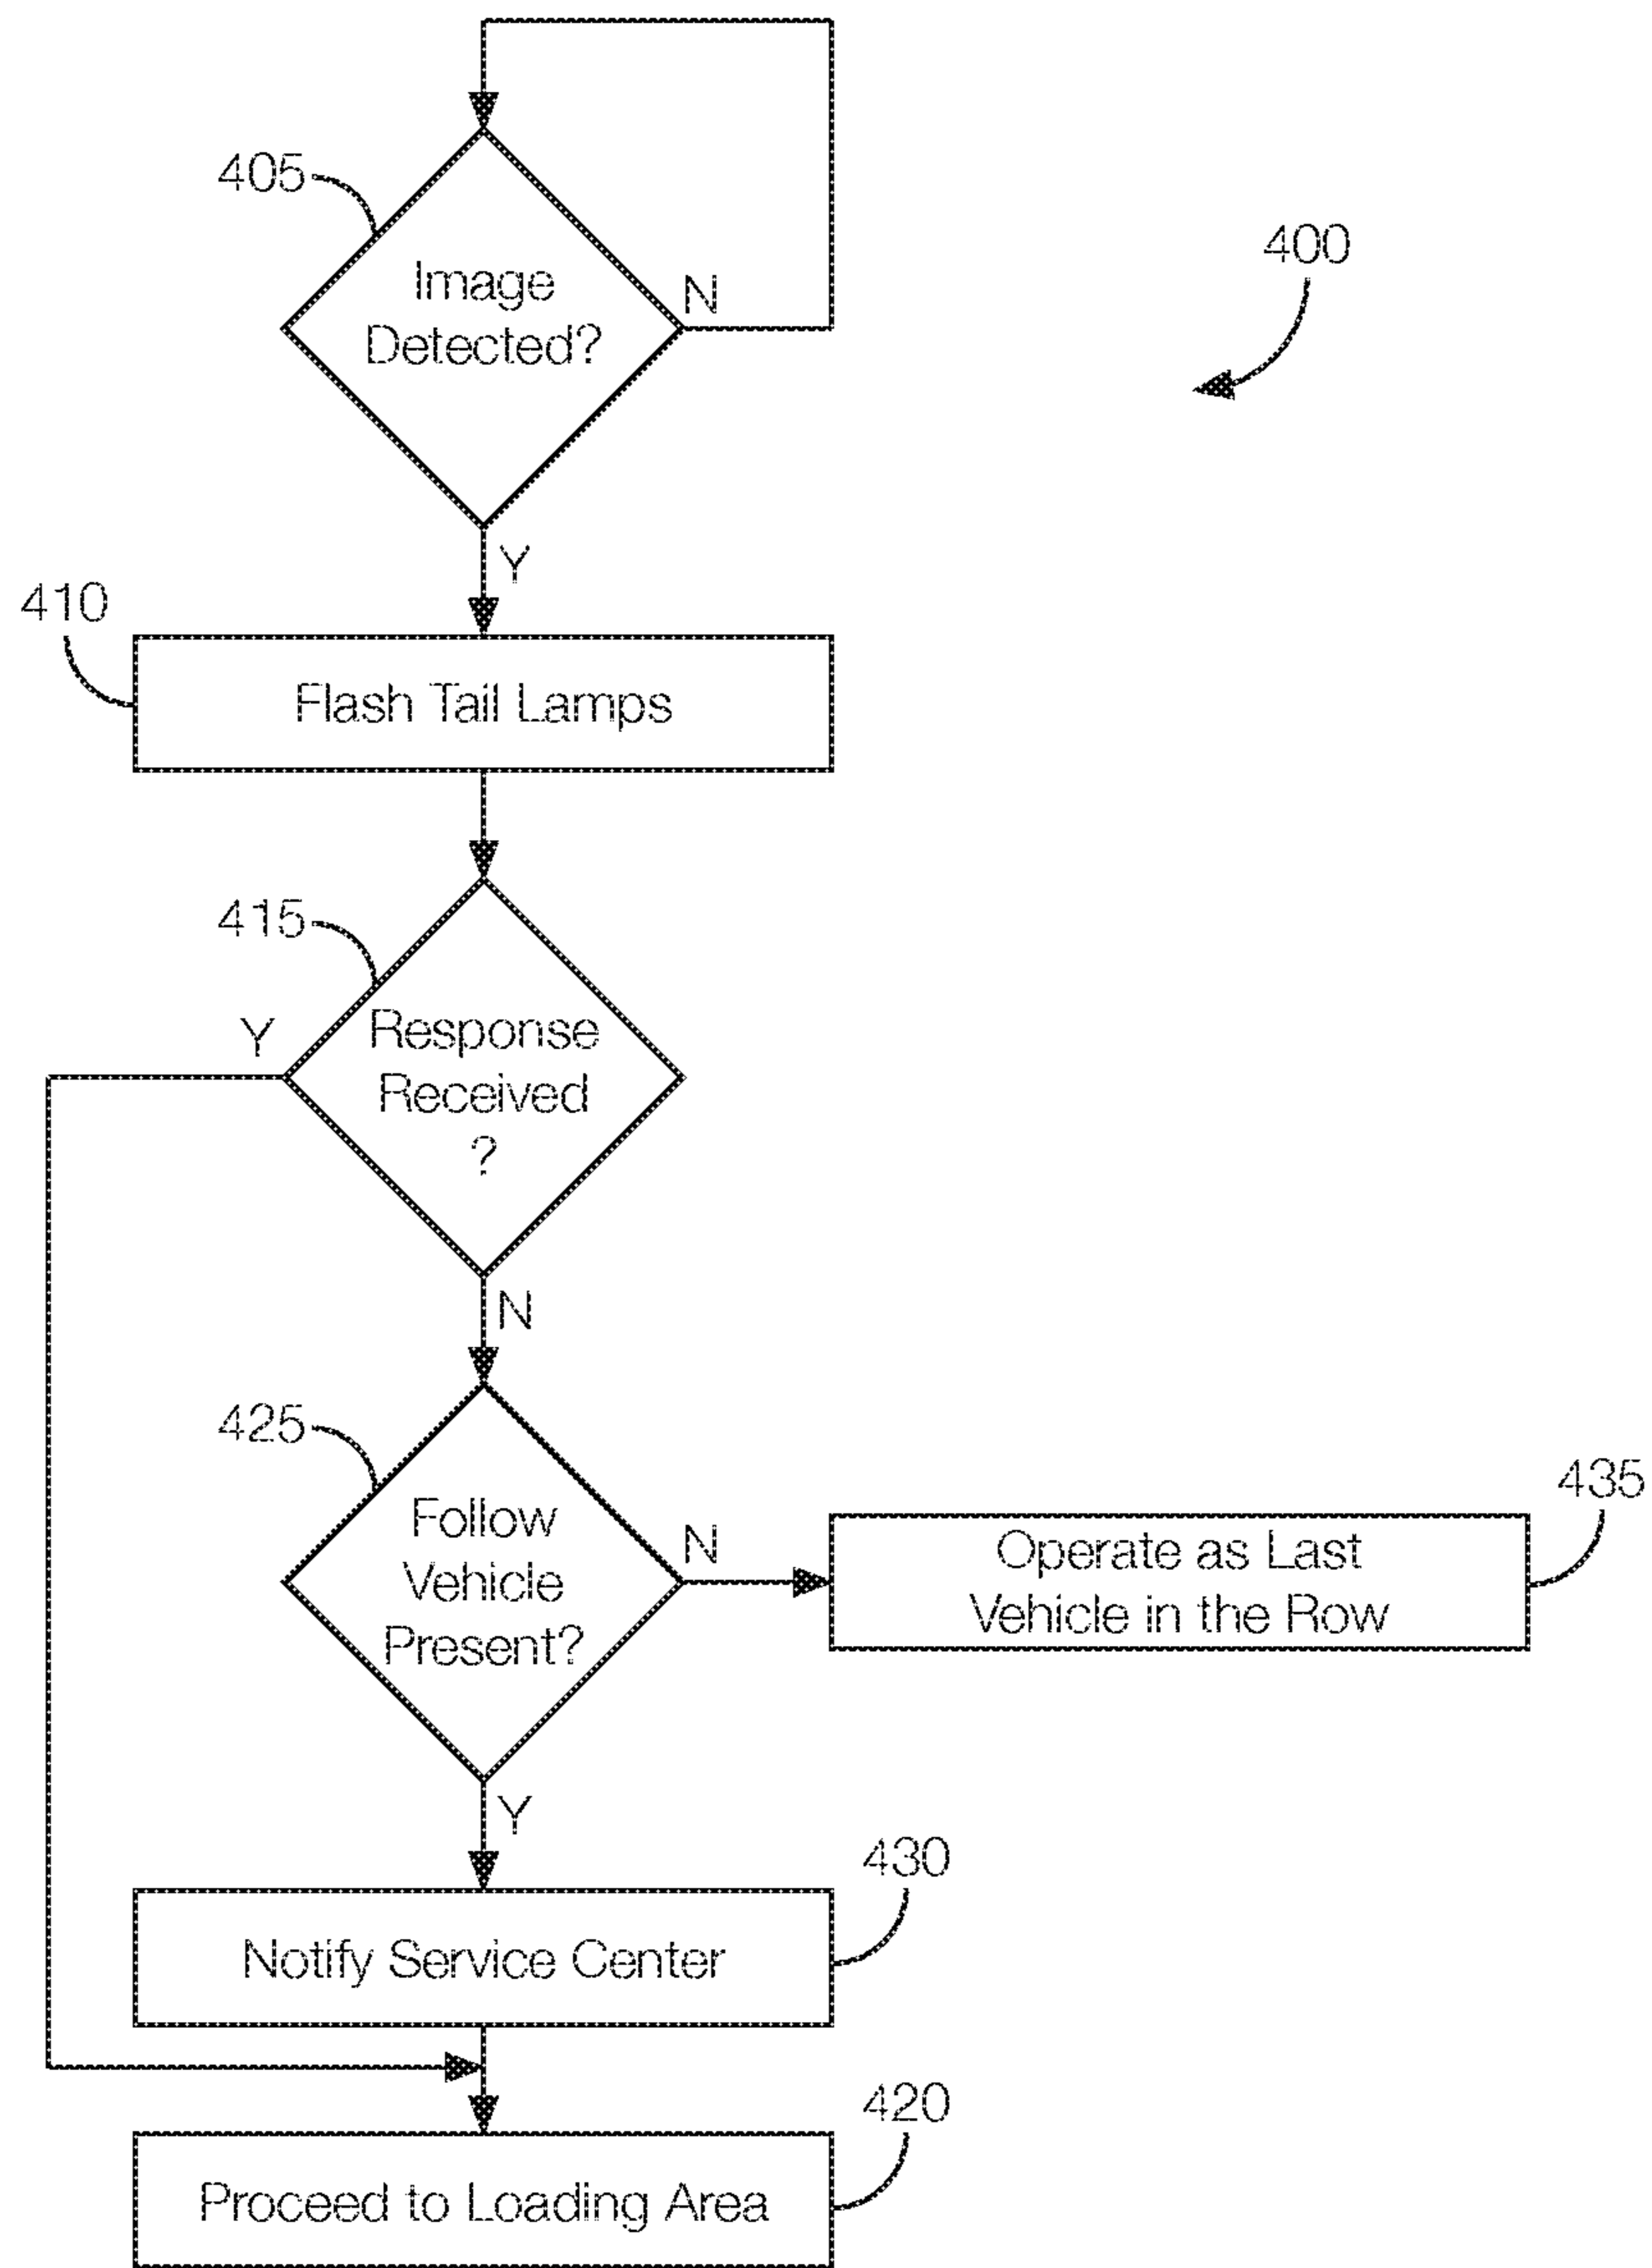 405
Image
Detected?
N
400
Y
410
Flash Tail Lamps
415
Y
Response
Received
?
N
425
Follow
Vehicle
Present?
N
435
Operate as Last
Vehicle in the Row
Y
430
Notify Service Center
420
Proceed to Loading Area